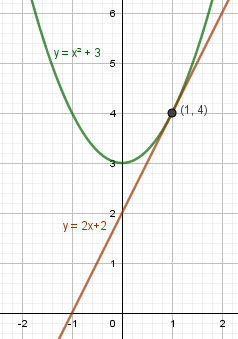 6
y = x² + 3
5
4
(1, 4)
3
2
y = 2x+2
1
-2 -1 0 1 2